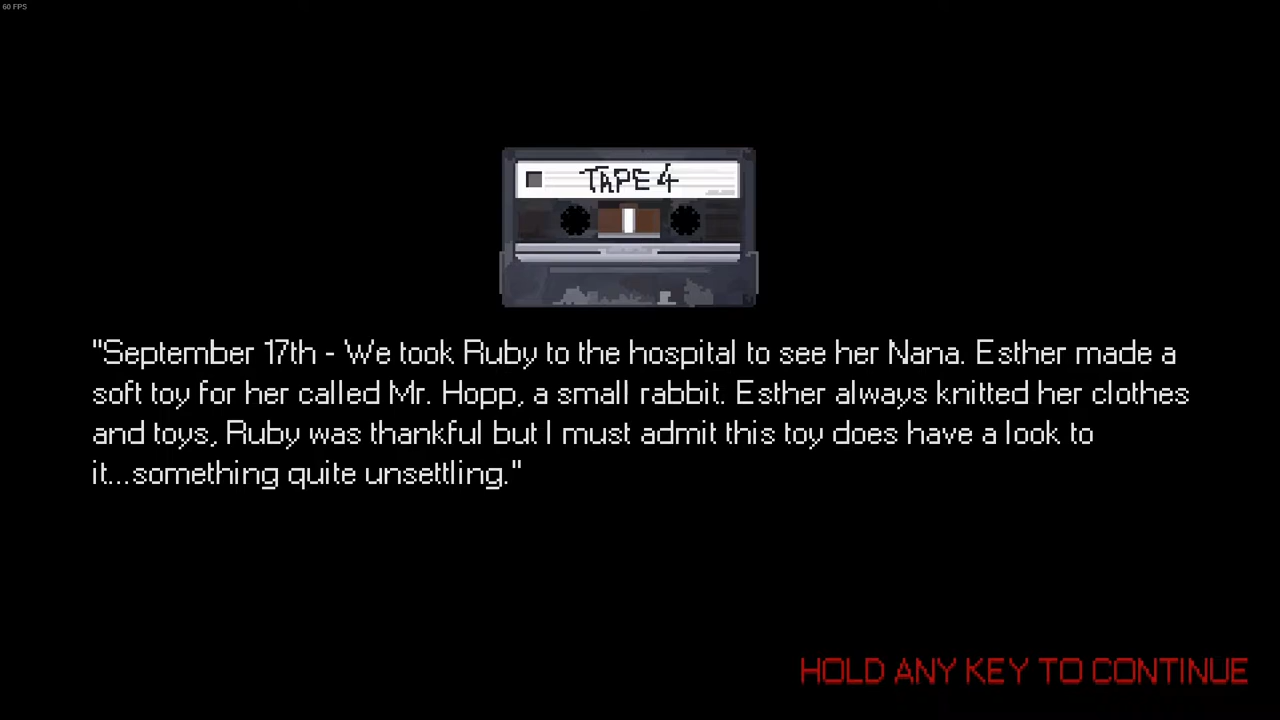 60 FPS
TAPE 4
"September 17th - We took Ruby to the hospital to see her Nana. Esther made a
soft toy for her called Mr. Hopp, a small rabbit. Esther always knitted her clothes
and toys, Ruby was thankful but I must admit this toy does have a look to
it...something quite unsettling."
HOLD ANY KEY TO CONTINUE